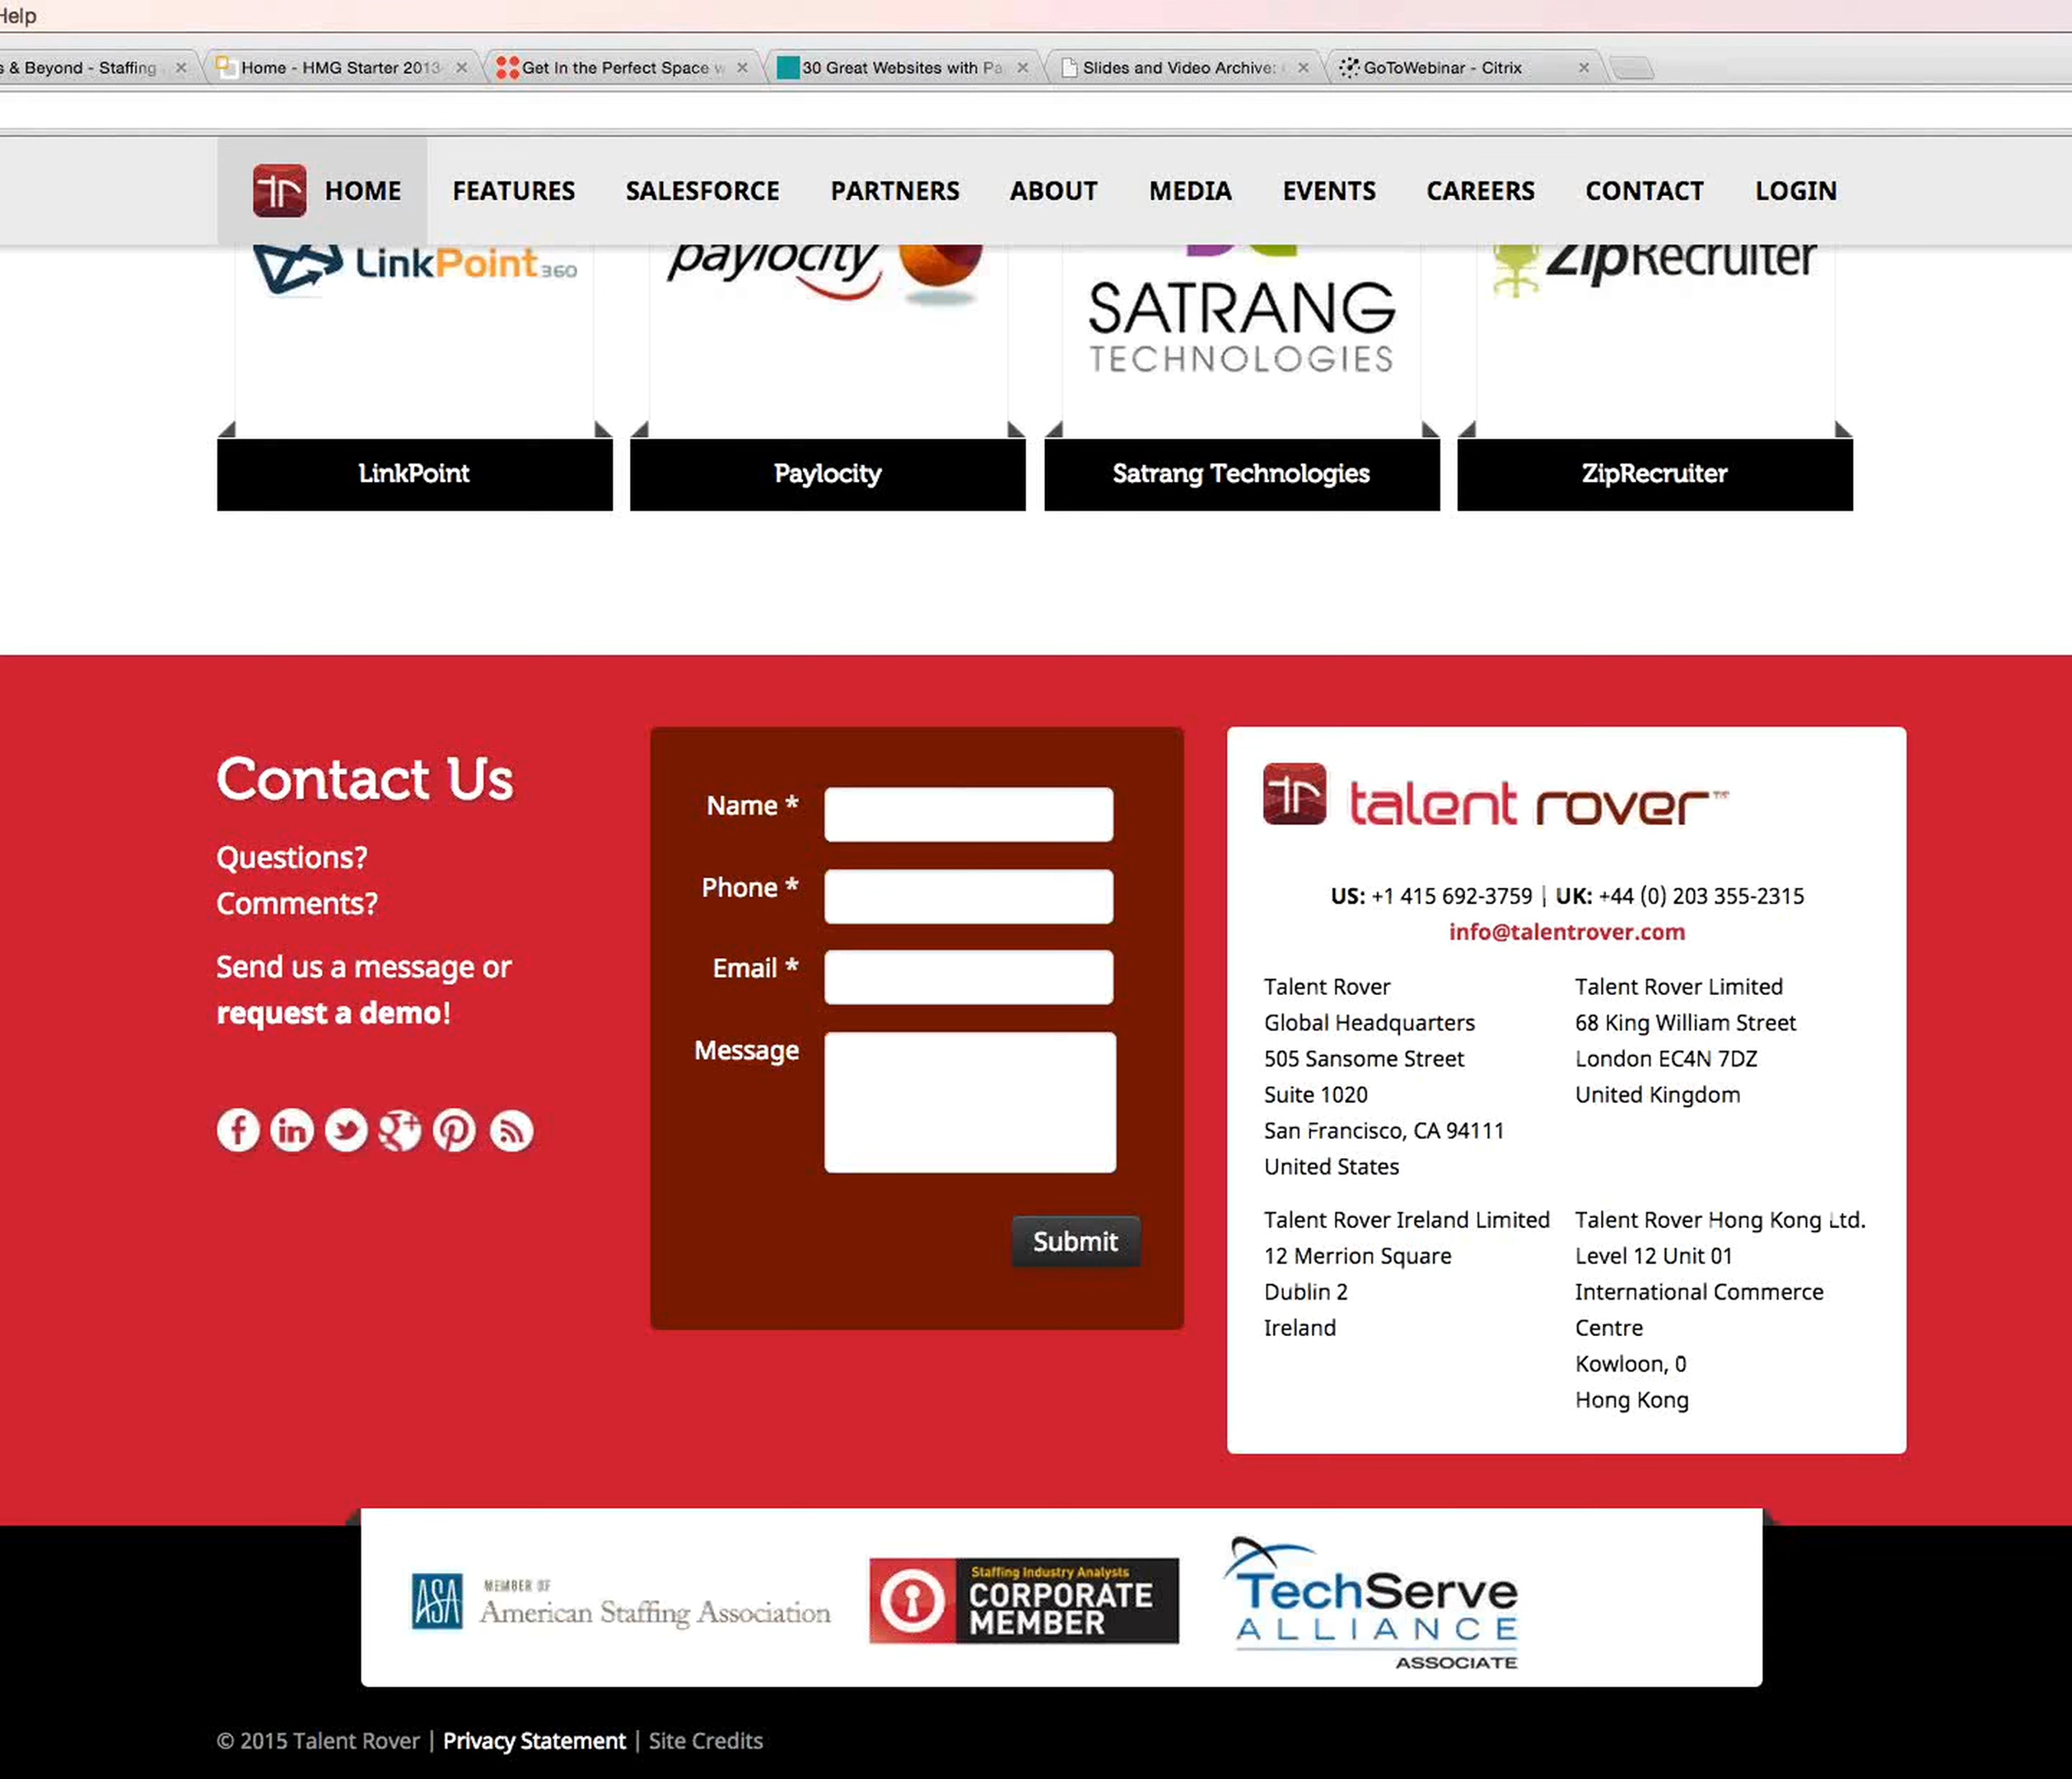 Help
s & Beyond - Staffing
Home - HMG Starter 2013
Get In the Perfect Space w
30 Great Websites with Pa
Slides and Video Archive:
GoToWebinar - Citrix
HOME FEATURES SALESFORCE PARTNERS ABOUT MEDIA EVENTS CAREERS CONTACT LOGIN
LinkPoint 360
paylocity
SATRANG
TECHNOLOGIES
ZipRecruiter
LinkPoint
Paylocity
Satrang Technologies
ZipRecruiter
Contact Us
Questions?
Comments?
Send us a message or
request a demo!
Name *
Phone *
Email *
Message
Submit
talent rover™
US: +1 415 692-3759 | UK: +44 (0) 203 355-2315
info@talentrover.com
Talent Rover
Global Headquarters
505 Sansome Street
Suite 1020
San Francisco, CA 94111
United States
Talent Rover Limited
68 King William Street
London EC4N 7DZ
United Kingdom
Talent Rover Ireland Limited
12 Merrion Square
Dublin 2
Ireland
Talent Rover Hong Kong Ltd.
Level 12 Unit 01
International Commerce
Centre
Kowloon, 0
Hong Kong
ASA
MEMBER OF
American Staffing Association
Staffing Industry Analysts
CORPORATE
MEMBER
TechServe
ALLIANCE
ASSOCIATE
© 2015 Talent Rover | Privacy Statement | Site Credits